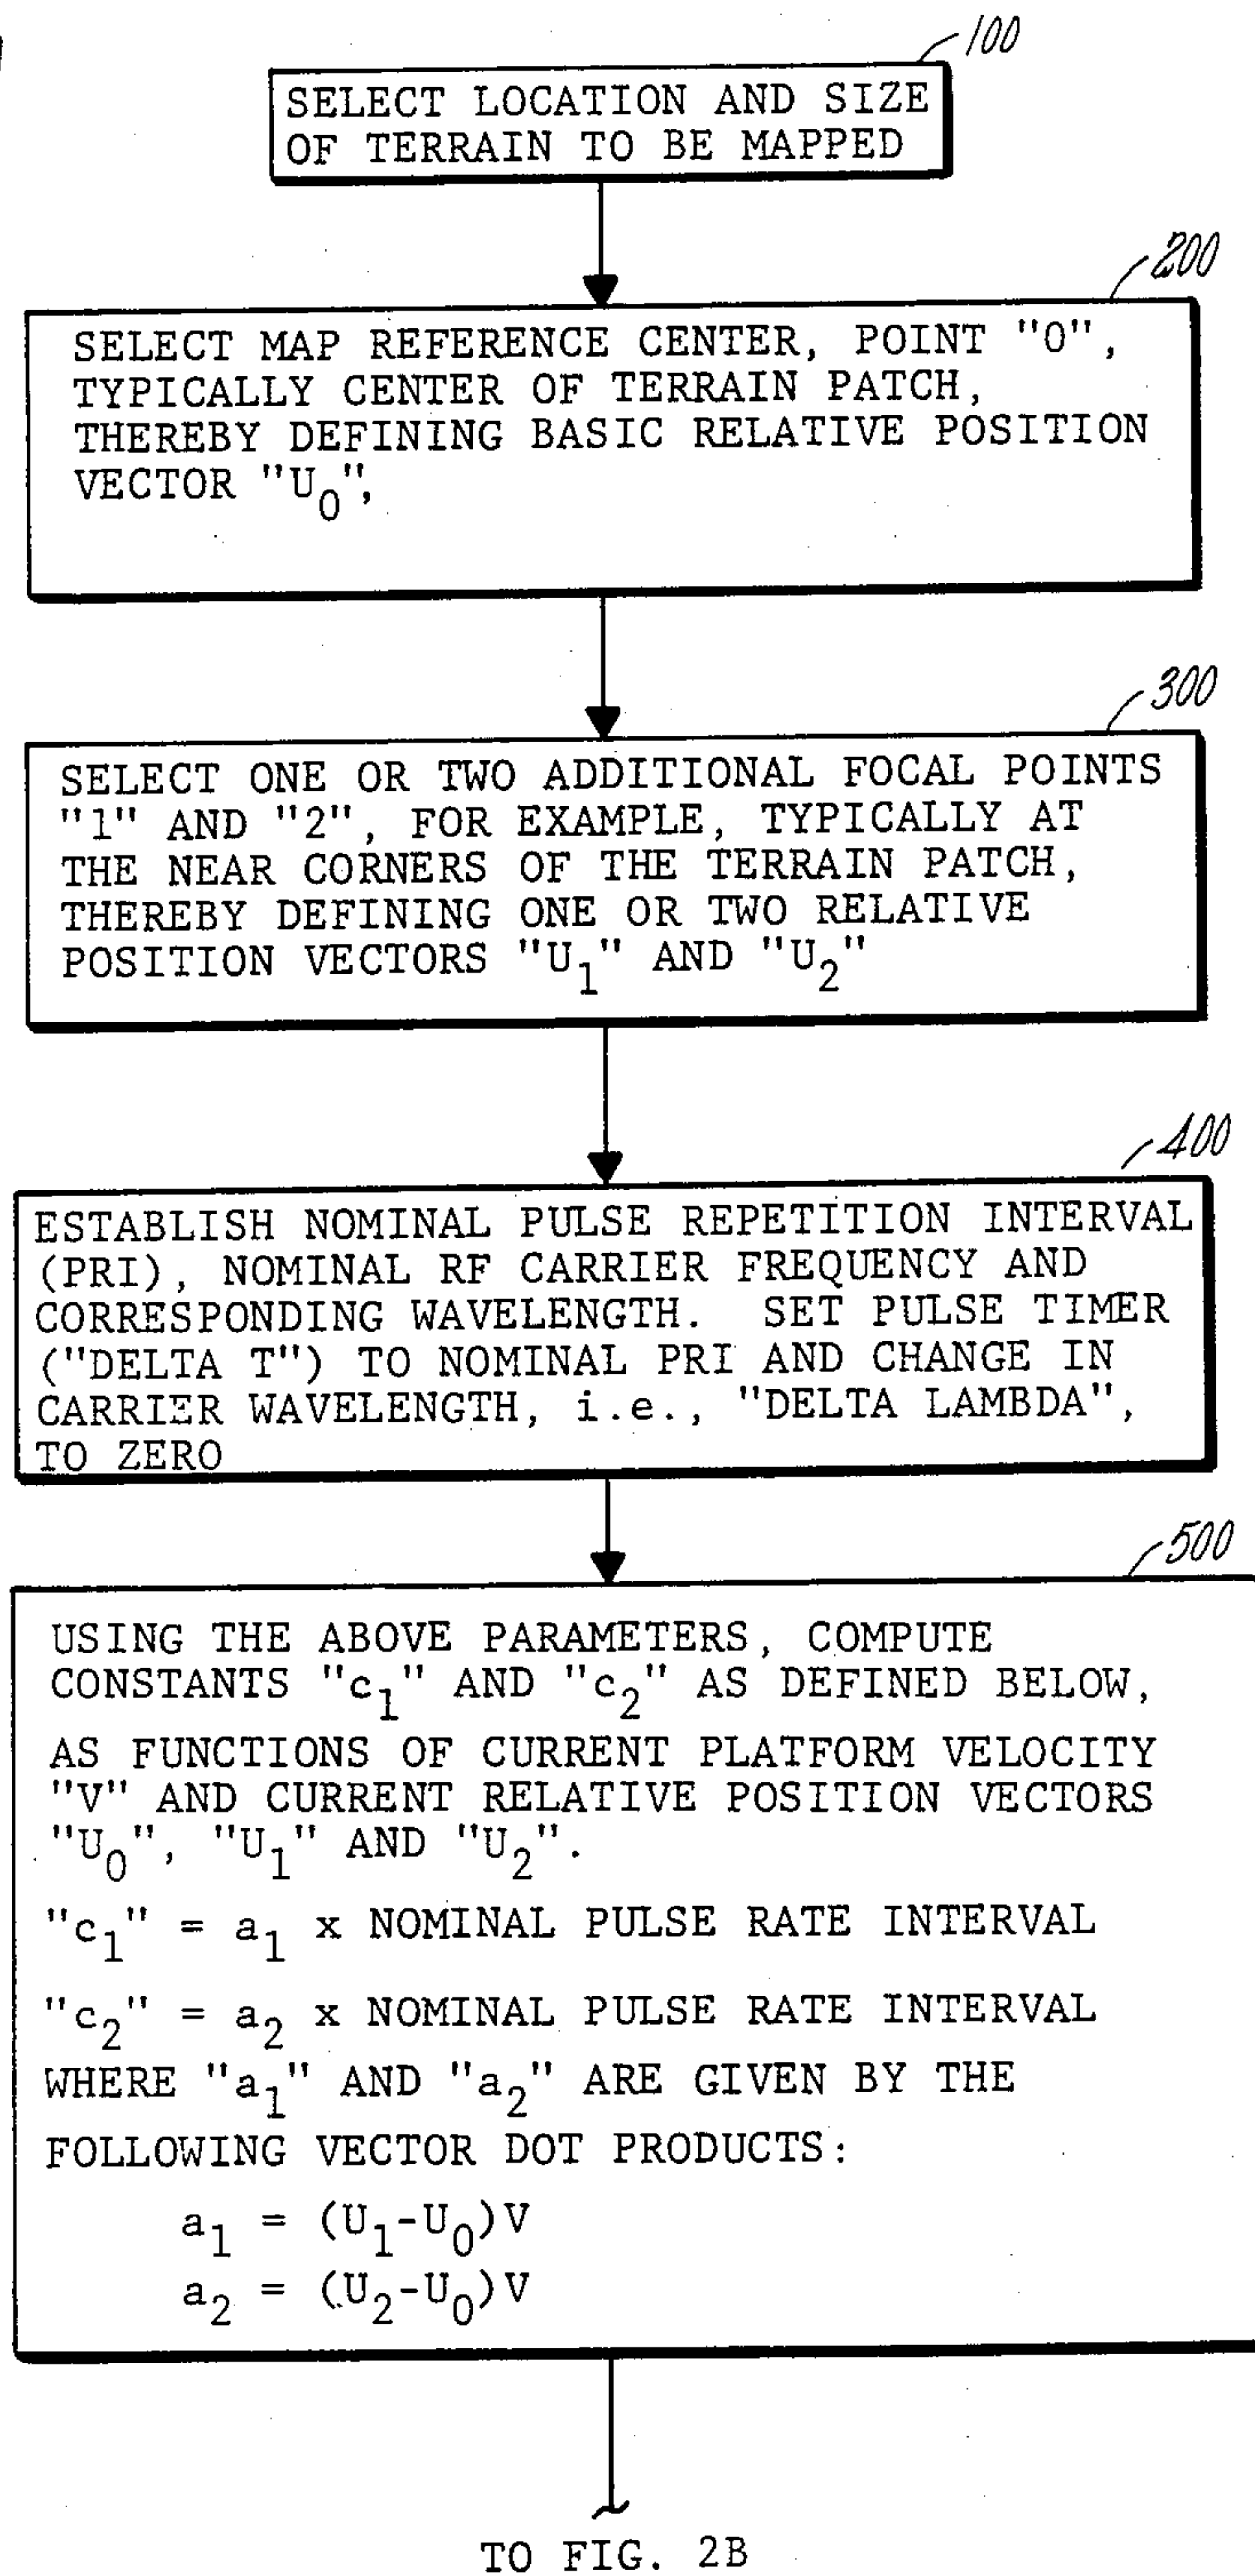 100
SELECT LOCATION AND SIZE
OF TERRAIN TO BE MAPPED
200
SELECT MAP REFERENCE CENTER, POINT "0",
TYPICALLY CENTER OF TERRAIN PATCH,
THEREBY DEFINING BASIC RELATIVE POSITION
VECTOR "U₀",
300
SELECT ONE OR TWO ADDITIONAL FOCAL POINTS
"1" AND "2", FOR EXAMPLE, TYPICALLY AT
THE NEAR CORNERS OF THE TERRAIN PATCH,
THEREBY DEFINING ONE OR TWO RELATIVE
POSITION VECTORS "U₁" AND "U₂"
400
ESTABLISH NOMINAL PULSE REPETITION INTERVAL
(PRI), NOMINAL RF CARRIER FREQUENCY AND
CORRESPONDING WAVELENGTH. SET PULSE TIMER
("DELTA T") TO NOMINAL PRI AND CHANGE IN
CARRIER WAVELENGTH, i.e., "DELTA LAMBDA",
TO ZERO
500
USING THE ABOVE PARAMETERS, COMPUTE
CONSTANTS "c₁" AND "c₂" AS DEFINED BELOW,
AS FUNCTIONS OF CURRENT PLATFORM VELOCITY
"V" AND CURRENT RELATIVE POSITION VECTORS
"U₀", "U₁" AND "U₂".
"c₁" = a₁ x NOMINAL PULSE RATE INTERVAL
"c₂" = a₂ x NOMINAL PULSE RATE INTERVAL
WHERE "a₁" AND "a₂" ARE GIVEN BY THE
FOLLOWING VECTOR DOT PRODUCTS:
a₁ = (U₁-U₀)V
a₂ = (U₂-U₀)V
TO FIG. 2B